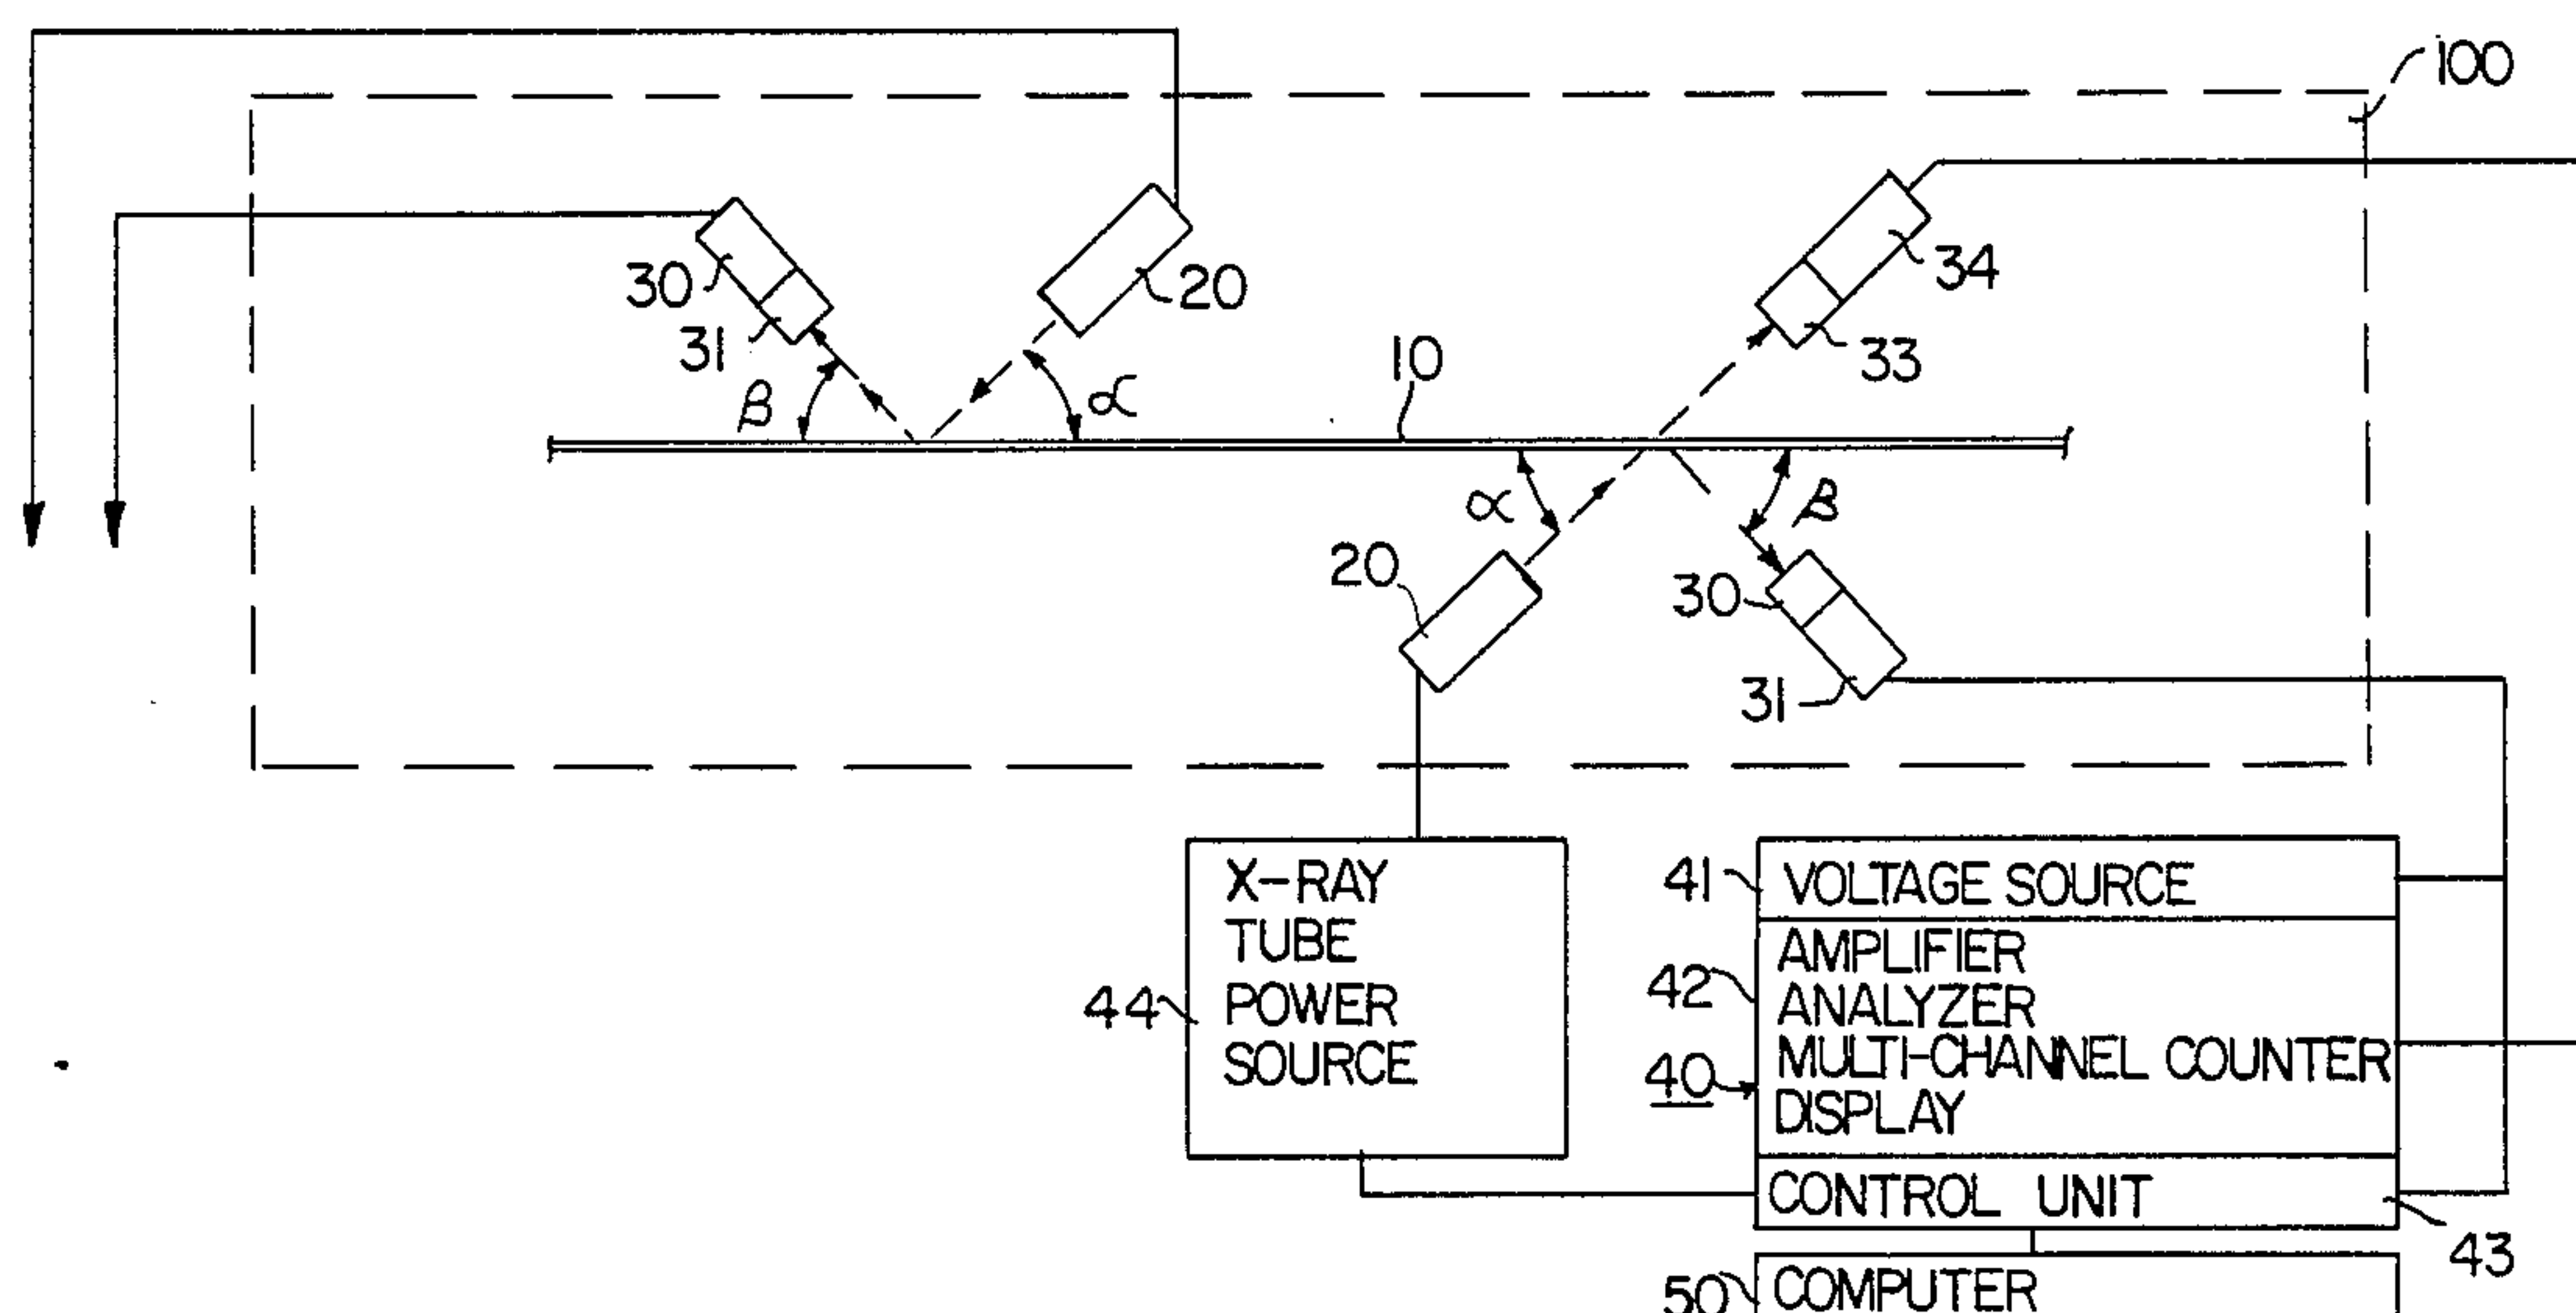 100
30
31
20
34
33
β
α
10
α
β
20
30
31
44
X-RAY
TUBE
POWER
SOURCE
41
VOLTAGE SOURCE
42
AMPLIFIER
ANALYZER
MULTI-CHANNEL COUNTER
DISPLAY
40
CONTROL UNIT
43
50
COMPUTER